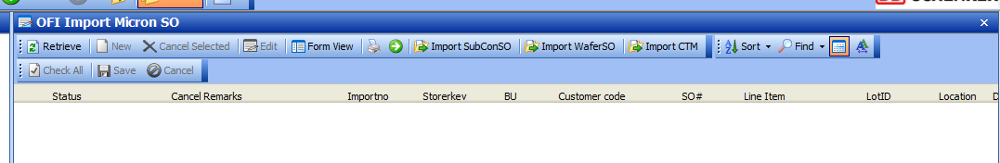 OFI Import Micron SO
Retrieve New Cancel Selected Edit Form View Import SubConSO Import WaferSO Import CTM Sort Find
Check All Save Cancel
Status Cancel Remarks Importno Storerkey BU Customer code SO# Line Item LotID Location